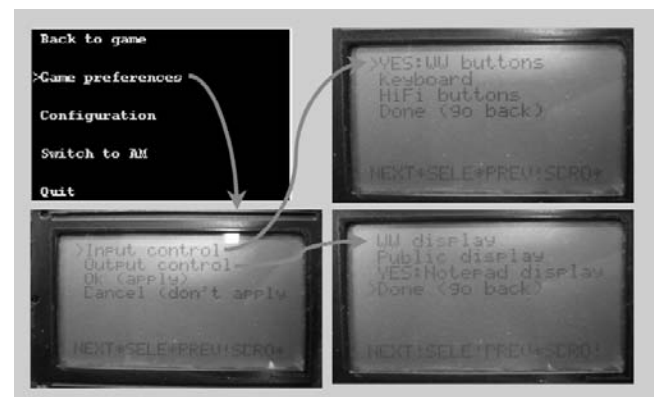 Back to game
>Game preferences
Configuration
Switch to AM
Quit
>YES:WW buttons
Keyboard
HiFi buttons
Done (go back)
NEXT+SELE+PREV!SCRO+
>Input control
Output control
Ok (apply)
Cancel (don't apply
NEXT+SELE+PREV!SCRO+
WW display
Public display
YES:Notepad display
>Done (go back)
NEXT!SELE!PREV+SCRO!